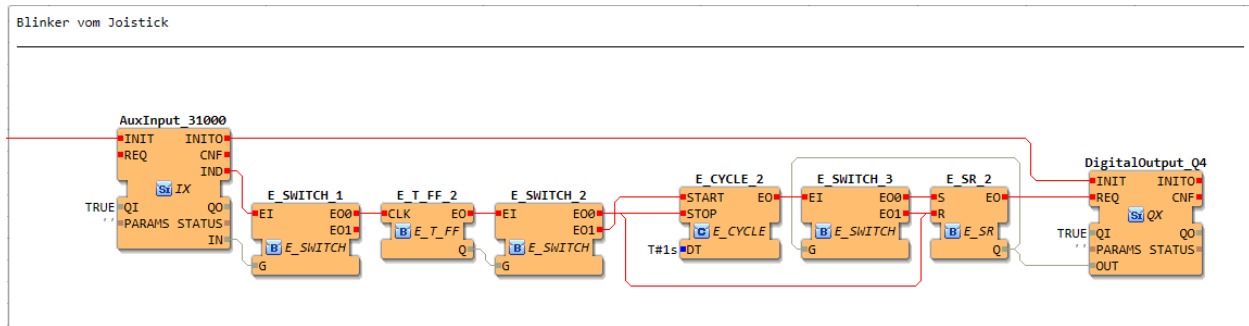 Blinker vom Joistick
AuxInput_31000
INIT INITO
REQ CNF
IND
Si IX
TRUE QI QO
'' PARAMS STATUS
IN
E_SWITCH_1
EI EO0
EO1
B E_SWITCH
G
E_T_FF_2
CLK EO
B E_T_FF
Q
E_SWITCH_2
EI EO0
EO1
B E_SWITCH
G
E_CYCLE_2
START EO
STOP
C E_CYCLE
T#1s DT
E_SWITCH_3
EI EO0
EO1
B E_SWITCH
G
E_SR_2
S EO
R
B E_SR
Q
DigitalOutput_Q4
INIT INITO
REQ CNF
Si QX
TRUE QI QO
'' PARAMS STATUS
OUT